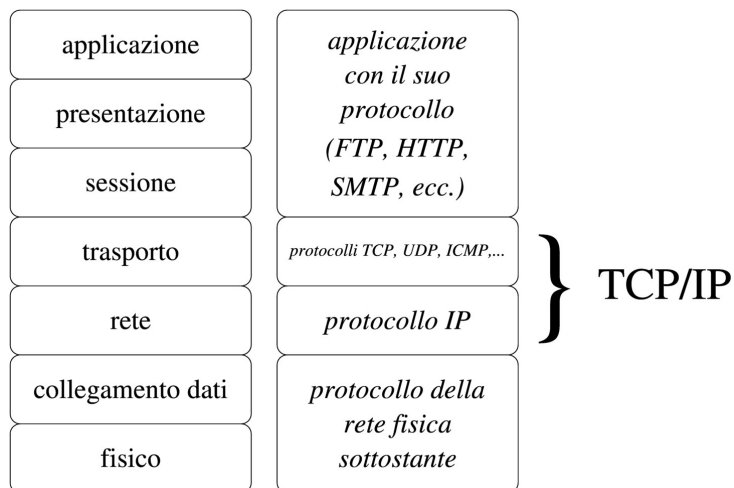 applicazione
presentazione
sessione
trasporto
rete
collegamento dati
fisico
applicazione
con il suo
protocollo
(FTP, HTTP,
SMTP, ecc.)
protocolli TCP, UDP, ICMP,...
protocollo IP
protocollo della
rete fisica
sottostante
} TCP/IP